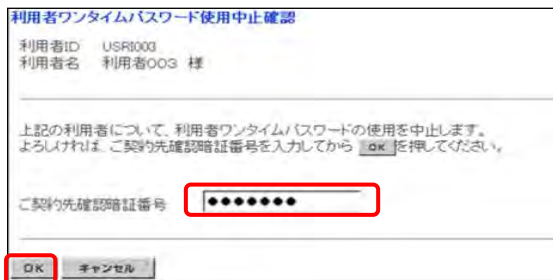 利用者ワンタイムパスワード使用中止確認
利用者ID USRI003
利用者名 利用者003 様
上記の利用者について、利用者ワンタイムパスワードの使用を中止します。
よろしければ、ご契約先確認暗証番号を入力してから OK を押してください。
ご契約先確認暗証番号 ●●●●●●●
OK キャンセル